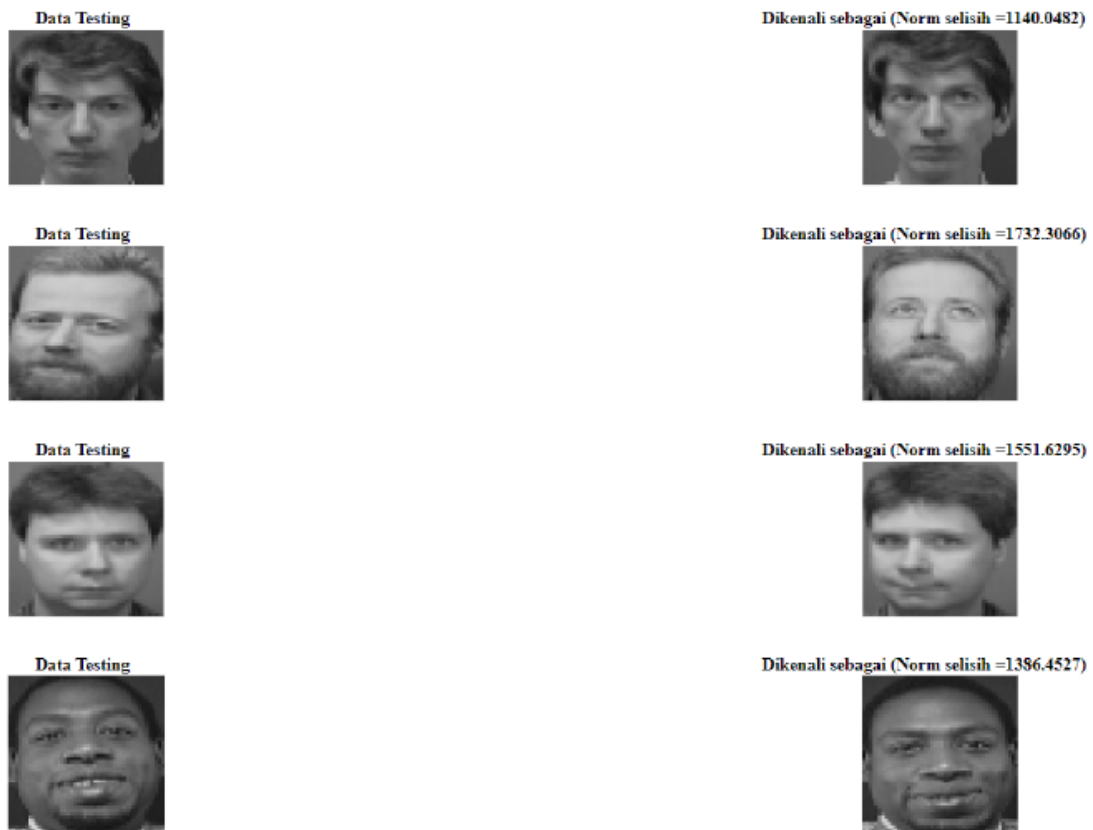 Data Testing
Dikenali sebagai (Norm selisih =1140.0482)
Data Testing
Dikenali sebagai (Norm selisih =1732.3066)
Data Testing
Dikenali sebagai (Norm selisih =1551.6295)
Data Testing
Dikenali sebagai (Norm selisih =1386.4527)